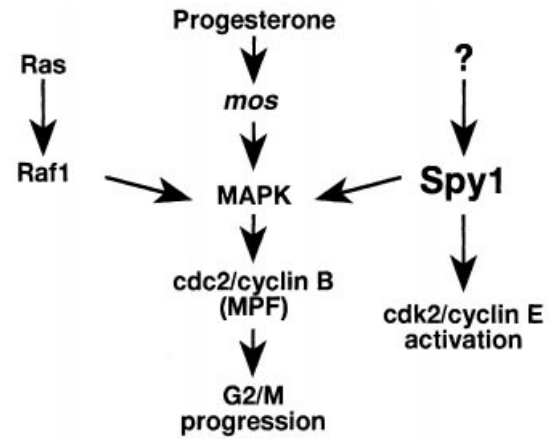 Progesterone
Ras
?
mos
Raf1
MAPK
Spy1
cdc2/cyclin B
(MPF)
cdk2/cyclin E
activation
G2/M
progression